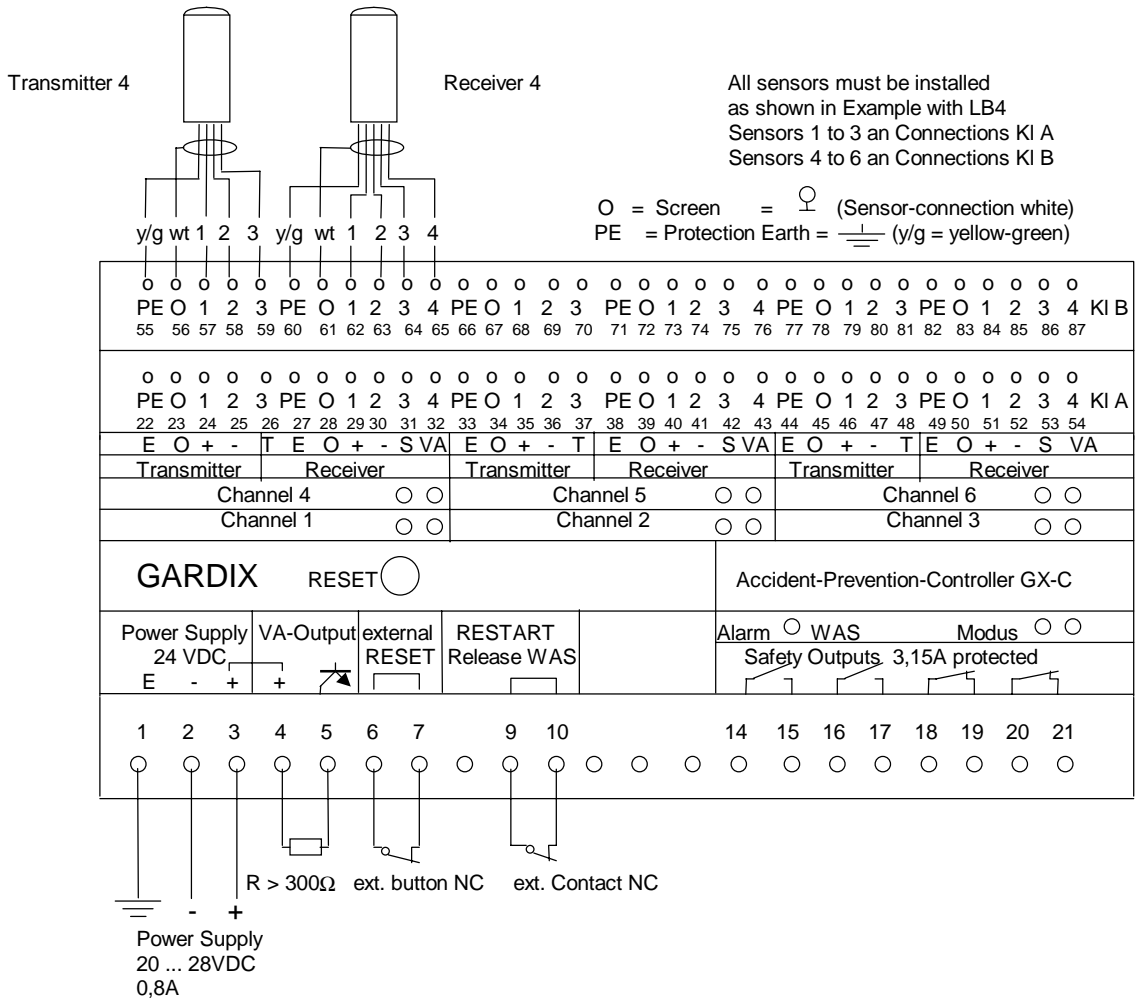 Transmitter 4
Receiver 4
All sensors must be installed
as shown in Example with LB4
Sensors 1 to 3 an Connections Kl A
Sensors 4 to 6 an Connections Kl B
O = Screen = (Sensor-connection white)
PE = Protection Earth = (y/g = yellow-green)
y/g wt 1 2 3 y/g wt 1 2 3 4
PE O 1 2 3 PE O 1 2 3 4 PE O 1 2 3 PE O 1 2 3 4 PE O 1 2 3 PE O 1 2 3 4 Kl B
55 56 57 58 59 60 61 62 63 64 65 66 67 68 69 70 71 72 73 74 75 76 77 78 79 80 81 82 83 84 85 86 87
PE O 1 2 3 PE O 1 2 3 4 PE O 1 2 3 PE O 1 2 3 4 PE O 1 2 3 PE O 1 2 3 4 Kl A
22 23 24 25 26 27 28 29 30 31 32 33 34 35 36 37 38 39 40 41 42 43 44 45 46 47 48 49 50 51 52 53 54
E O + - T E O + - S VA E O + - T E O + - S VA E O + - T E O + - S VA
Transmitter Receiver Transmitter Receiver Transmitter Receiver
Channel 4 Channel 5 Channel 6
Channel 1 Channel 2 Channel 3
GARDIX RESET Accident-Prevention-Controller GX-C
Power Supply VA-Output external RESTART Alarm WAS Modus
24 VDC RESET Release WAS Safety Outputs 3,15A protected
E - + +
1 2 3 4 5 6 7 9 10 14 15 16 17 18 19 20 21
R > 300Ω ext. button NC ext. Contact NC
- +
Power Supply
20 ... 28VDC
0,8A